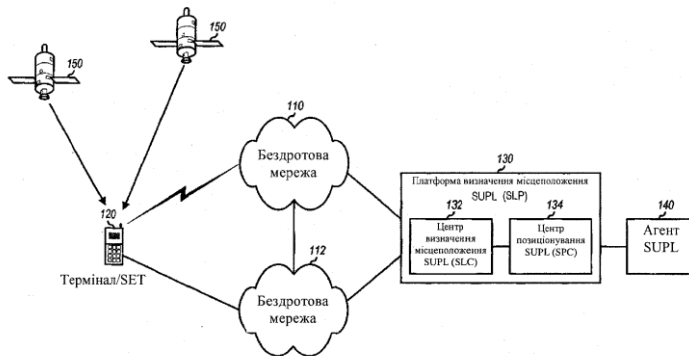 150
150
110
Бездротова
мережа
120
Термінал/SET
112
Бездротова
мережа
130
Платформа визначення місцеположення
SUPL (SLP)
132
Центр
визначення
місцеположення
SUPL (SLC)
134
Центр
позиціонування
SUPL (SPC)
140
Агент
SUPL